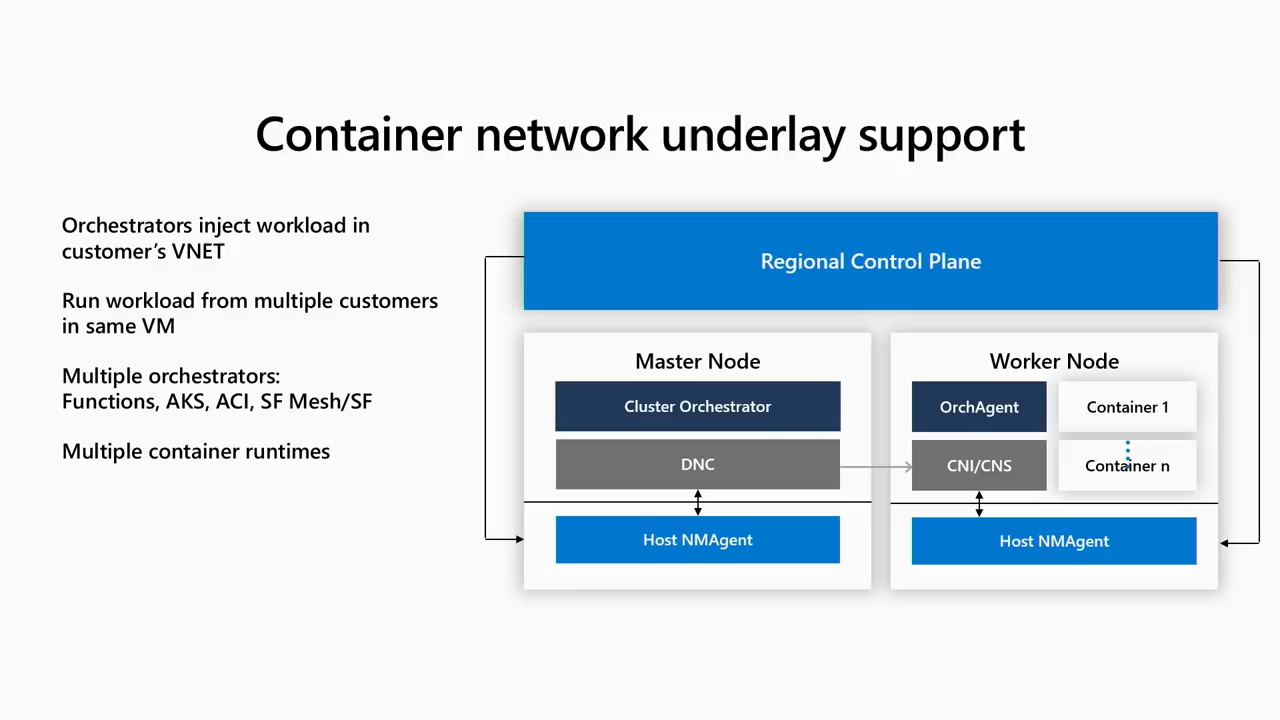 Container network underlay support
Orchestrators inject workload in
customer's VNET
Run workload from multiple customers
in same VM
Multiple orchestrators:
Functions, AKS, ACI, SF Mesh/SF
Multiple container runtimes
Regional Control Plane
Master Node
Cluster Orchestrator
DNC
Host NMAgent
Worker Node
OrchAgent
Container 1
CNI/CNS
Container n
Host NMAgent